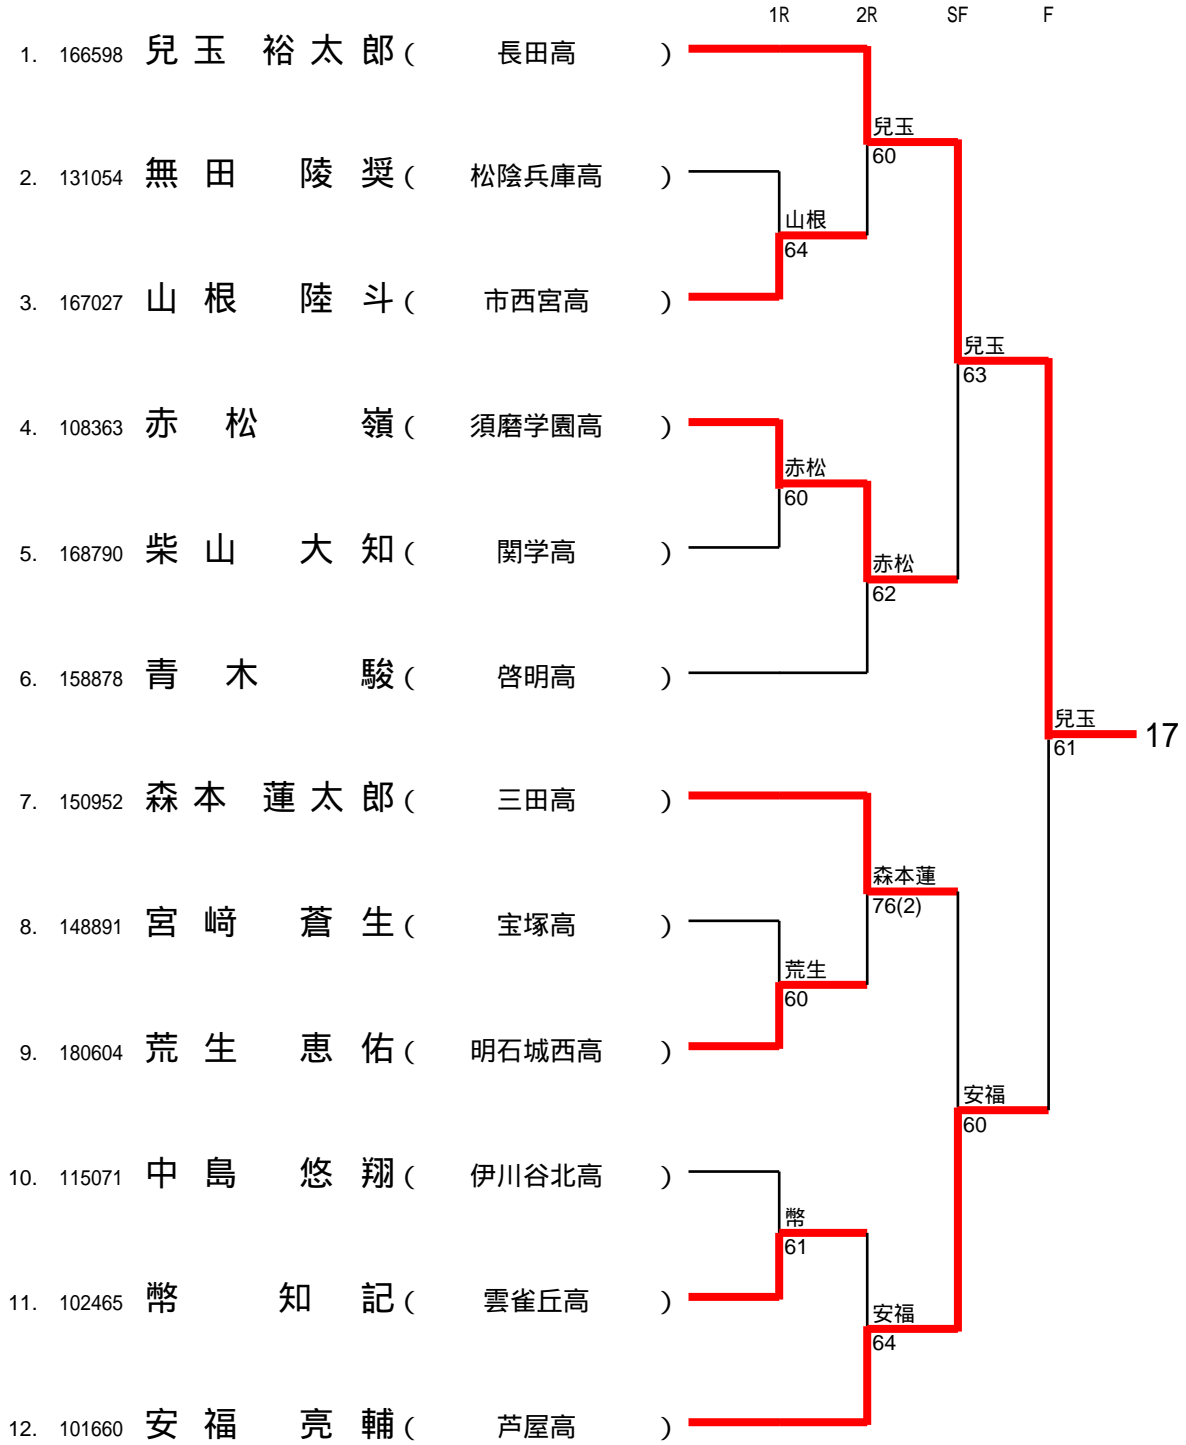 1R 2R SF F
1. 166598 兒玉 裕太郎 ( 長田高 )
兒玉
60
2. 131054 無田 陵奨 ( 松陰兵庫高 )
山根
64
3. 167027 山根 陸斗 ( 市西宮高 )
兒玉
63
4. 108363 赤松 嶺 ( 須磨学園高 )
赤松
60
5. 168790 柴山 大知 ( 関学高 )
赤松
62
6. 158878 青木 駿 ( 啓明高 )
兒玉
61
17
7. 150952 森本 蓮太郎 ( 三田高 )
森本蓮
76(2)
8. 148891 宮﨑 蒼生 ( 宝塚高 )
荒生
60
9. 180604 荒生 恵佑 ( 明石城西高 )
安福
60
10. 115071 中島 悠翔 ( 伊川谷北高 )
幣
61
11. 102465 幣 知記 ( 雲雀丘高 )
安福
64
12. 101660 安福 亮輔 ( 芦屋高 )